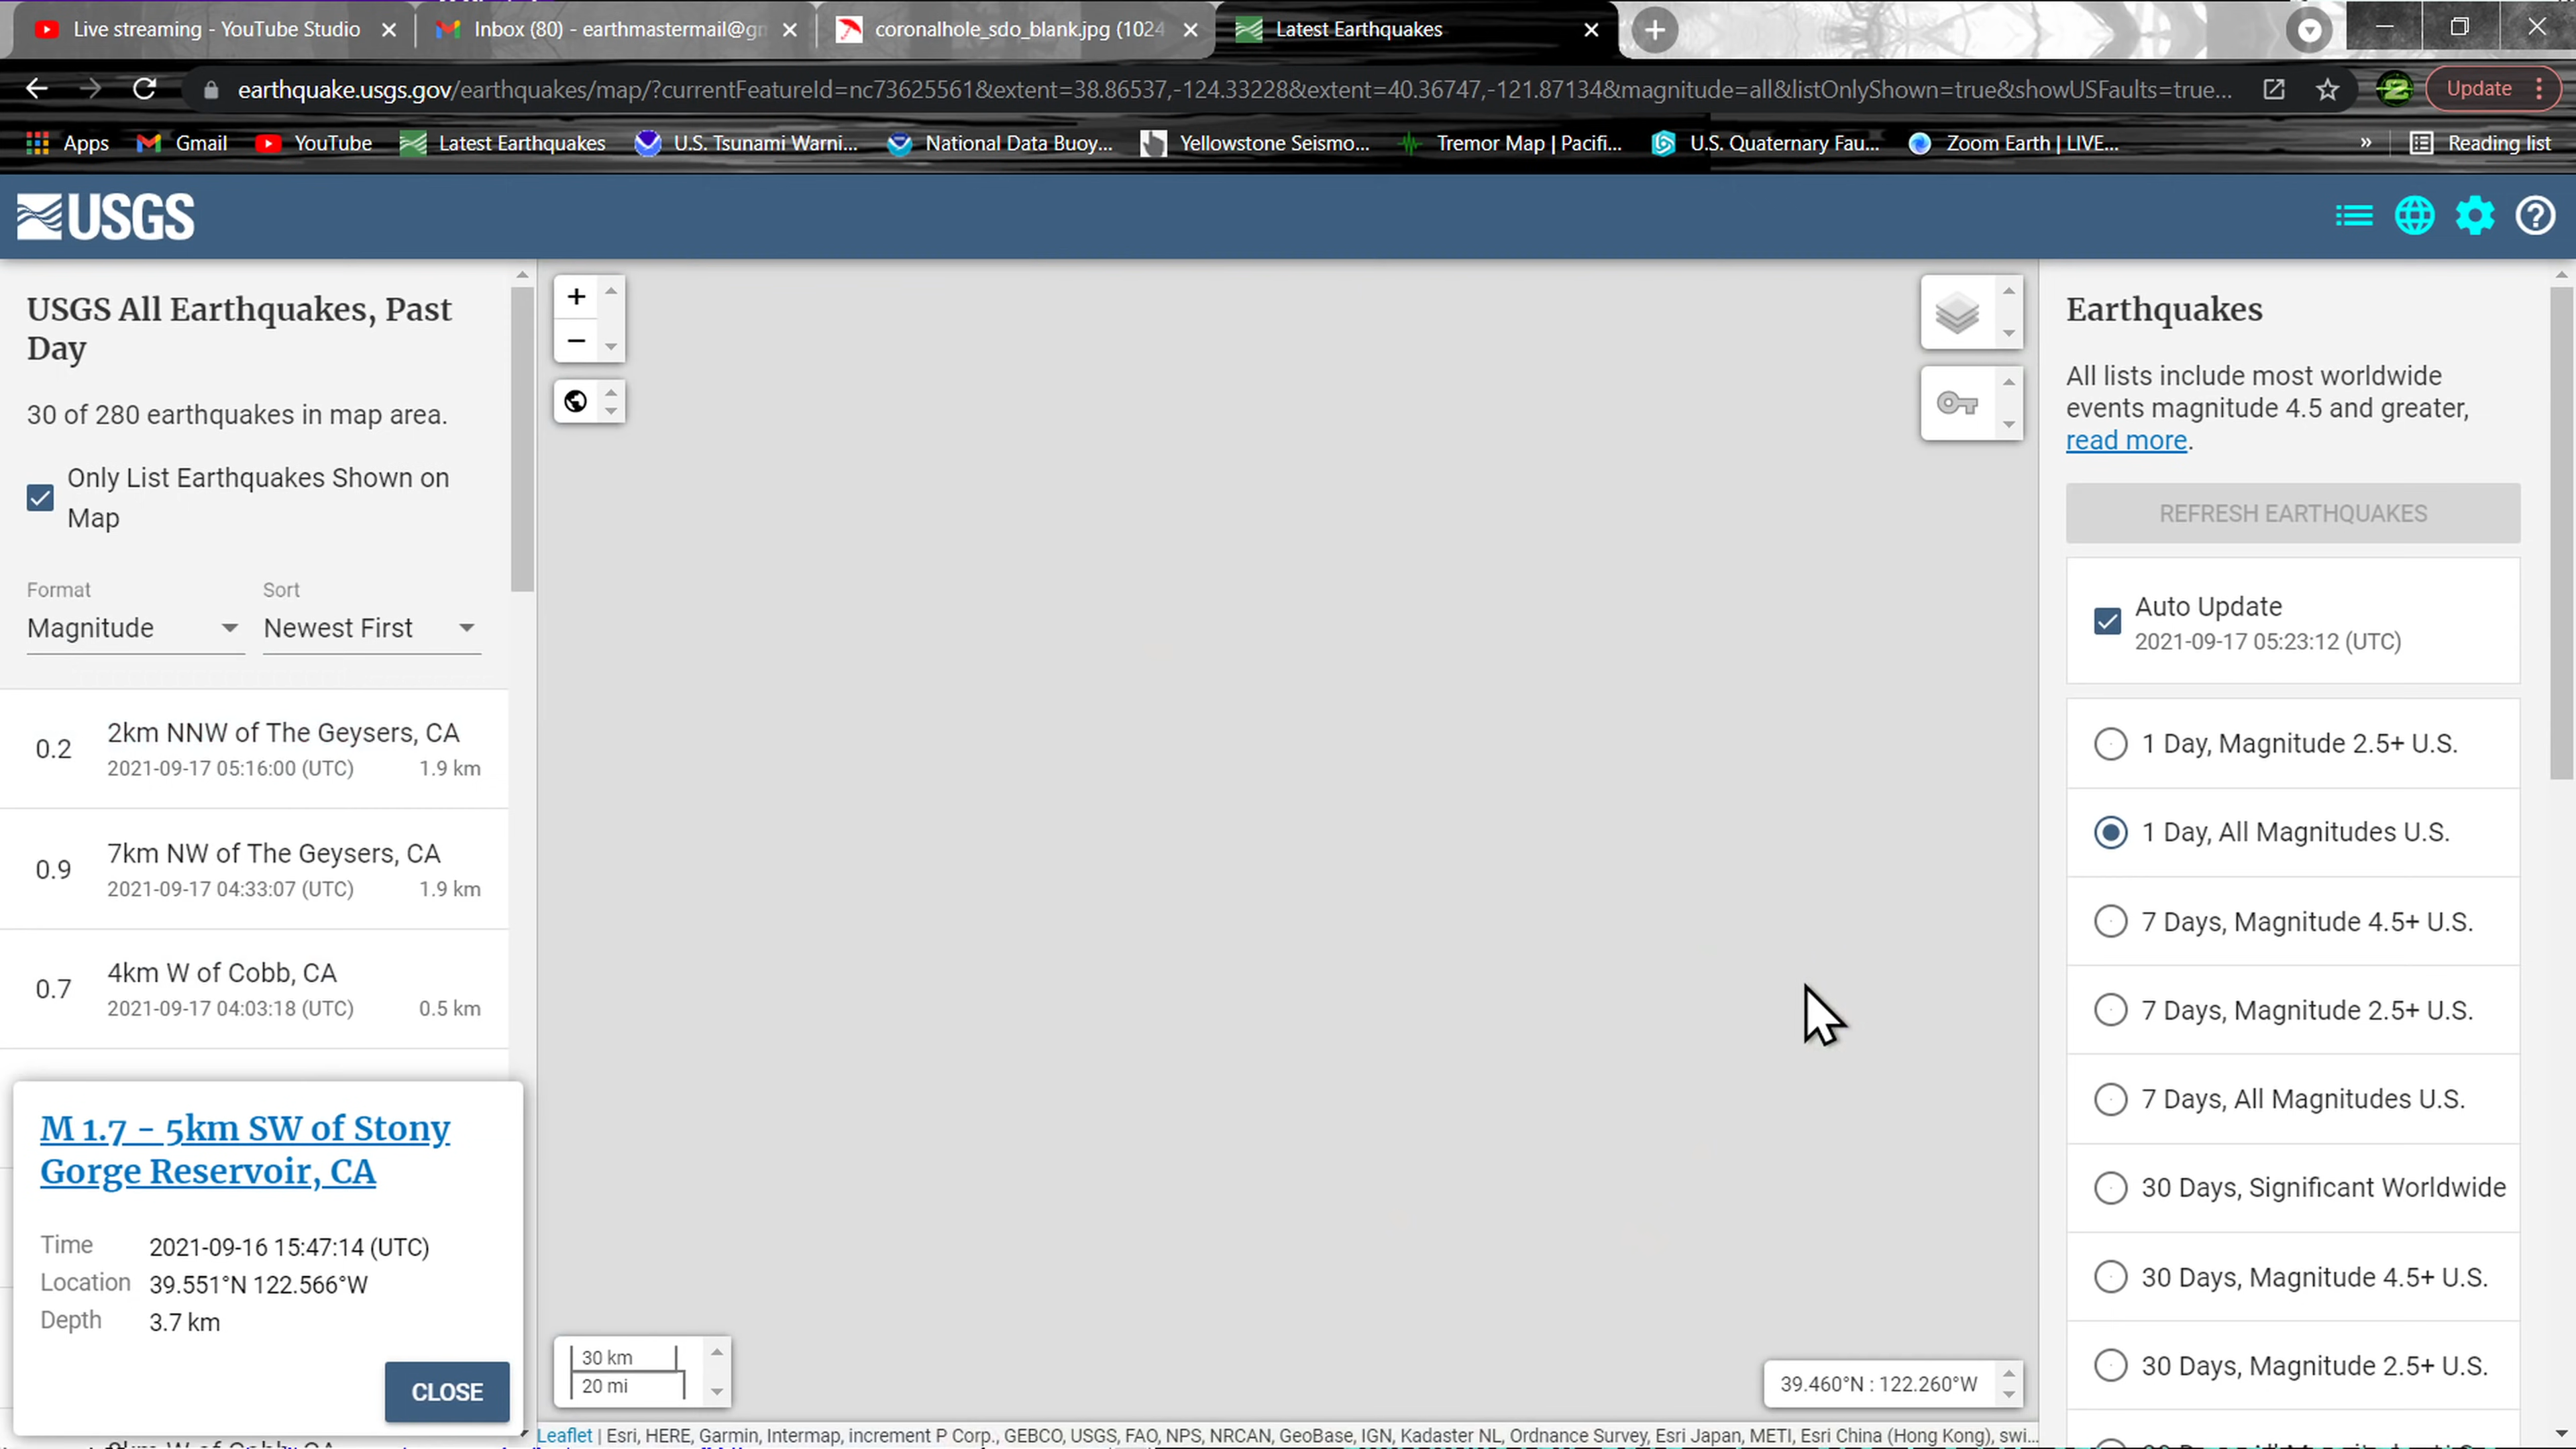 Live streaming - YouTube Studio
Inbox (80) - earthmastermail@gm
coronalhole_sdo_blank.jpg (1024
Latest Earthquakes
earthquake.usgs.gov/earthquakes/map/?currentFeatureId=nc73625561&extent=38.86537,-124.33228&extent=40.36747,-121.87134&magnitude=all&listOnlyShown=true&showUSFaults=true...
Update
Apps
Gmail
YouTube
Latest Earthquakes
U.S. Tsunami Warni...
National Data Buoy...
Yellowstone Seismo...
Tremor Map | Pacifi...
U.S. Quaternary Fau...
Zoom Earth | LIVE...
»
Reading list
USGS
USGS All Earthquakes, Past
Day
30 of 280 earthquakes in map area.
Only List Earthquakes Shown on
Map
Format
Sort
Magnitude
Newest First
0.2
2km NNW of The Geysers, CA
2021-09-17 05:16:00 (UTC)
1.9 km
0.9
7km NW of The Geysers, CA
2021-09-17 04:33:07 (UTC)
1.9 km
0.7
4km W of Cobb, CA
2021-09-17 04:03:18 (UTC)
0.5 km
M 1.7 - 5km SW of Stony
Gorge Reservoir, CA
Time 2021-09-16 15:47:14 (UTC)
Location 39.551°N 122.566°W
Depth 3.7 km
CLOSE
+
−
30 km
20 mi
39.460°N : 122.260°W
Leaflet | Esri, HERE, Garmin, Intermap, increment P Corp., GEBCO, USGS, FAO, NPS, NRCAN, GeoBase, IGN, Kadaster NL, Ordnance Survey, Esri Japan, METI, Esri China (Hong Kong), swi...
Earthquakes
All lists include most worldwide
events magnitude 4.5 and greater,
read more.
REFRESH EARTHQUAKES
Auto Update
2021-09-17 05:23:12 (UTC)
1 Day, Magnitude 2.5+ U.S.
1 Day, All Magnitudes U.S.
7 Days, Magnitude 4.5+ U.S.
7 Days, Magnitude 2.5+ U.S.
7 Days, All Magnitudes U.S.
30 Days, Significant Worldwide
30 Days, Magnitude 4.5+ U.S.
30 Days, Magnitude 2.5+ U.S.